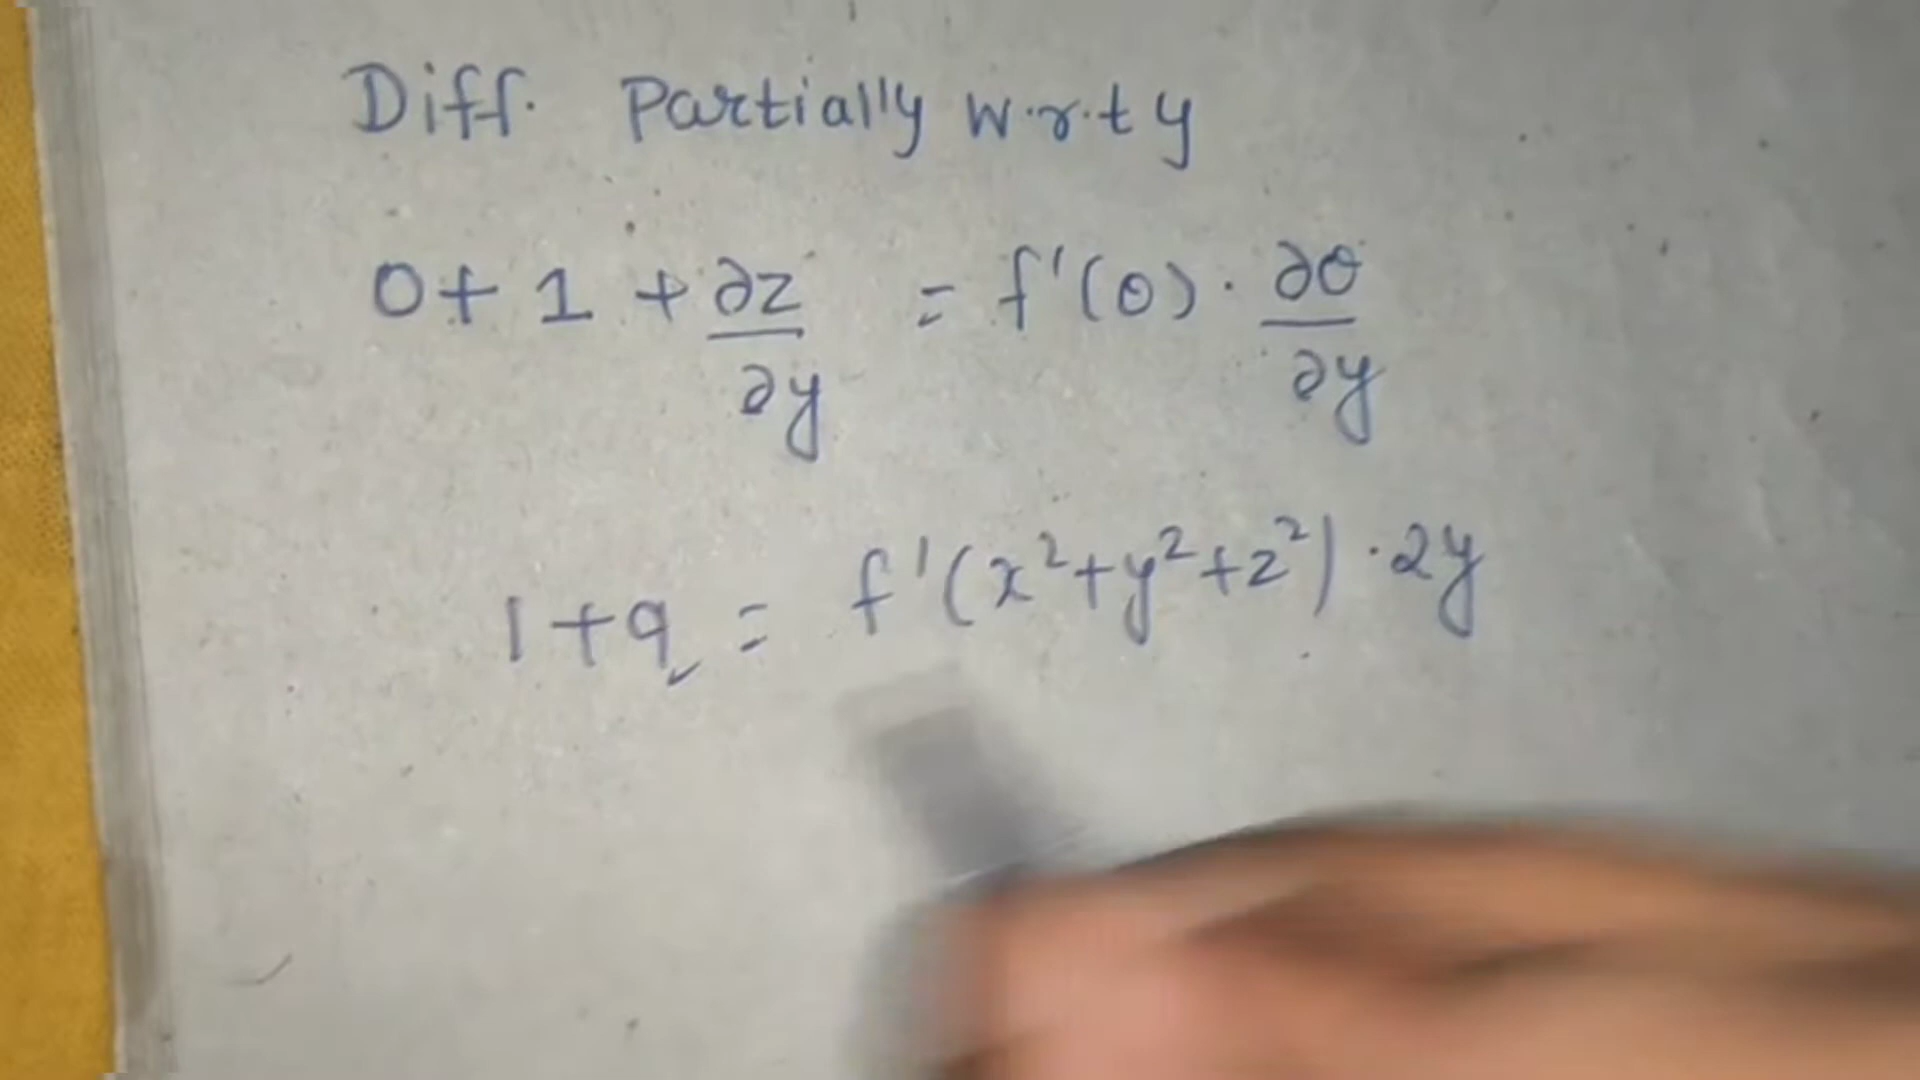 Diff. Partially w.r.t y
0 + 1 + ∂z/∂y = f'(θ) · ∂θ/∂y
1+q = f'(x²+y²+z²) · 2y